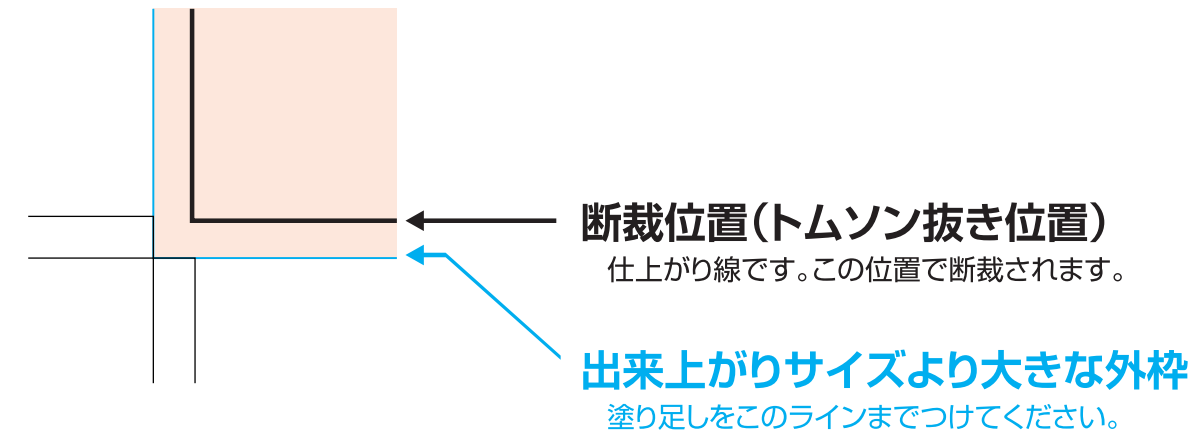 断裁位置（トムソン抜き位置）
仕上がり線です。この位置で断裁されます。
出来上がりサイズより大きな外枠
塗り足しをこのラインまでつけてください。